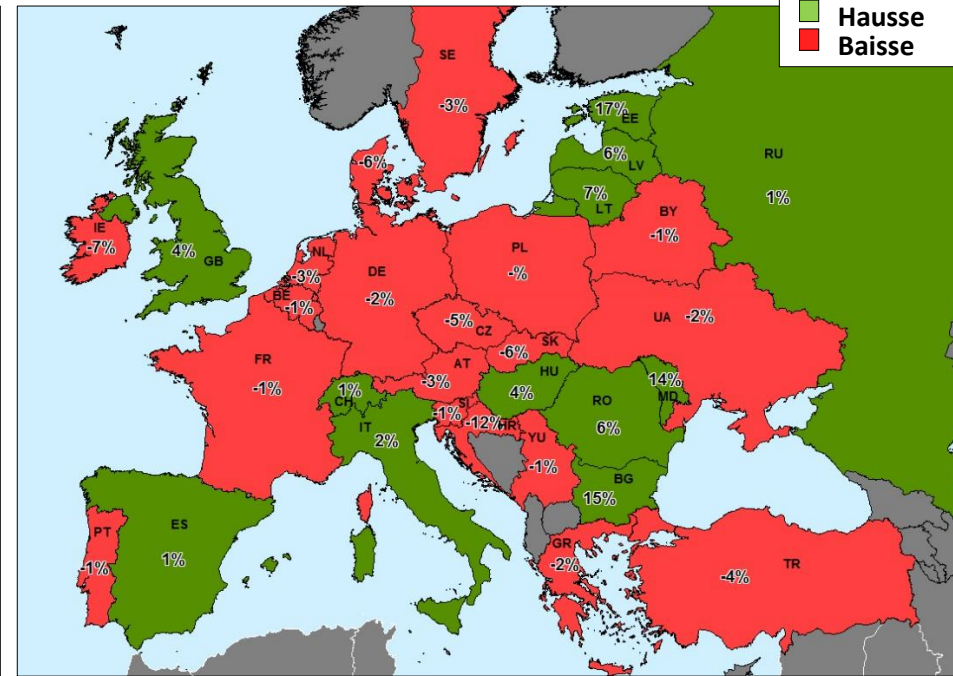 Hausse
Baisse
SE
-3%
17%
EE
-6%
6%
LV
RU
7%
LT
1%
IE
-7%
BY
-1%
4%
GB
NL
-3%
DE
-2%
PL
-%
BE
-1%
UA -2%
-5%
CZ
SK
-6%
FR
-1%
AT
-3%
HU
4%
14%
MD
1%
CH
RO
6%
SI
-1%
-12%
HR
IT
2%
YU
-1%
BG
15%
PT
-1%
ES
1%
GR
-2%
TR
-4%